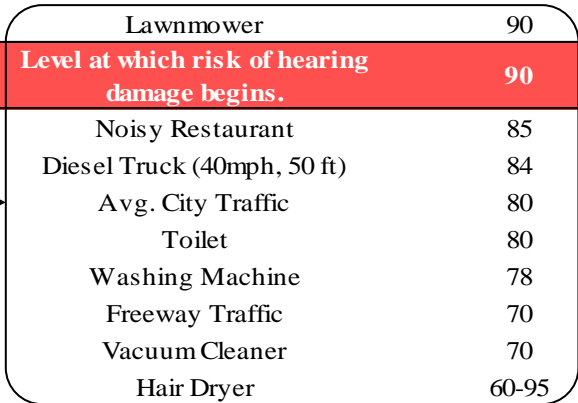 Lawnmower 90
Level at which risk of hearing
damage begins. 90
Noisy Restaurant 85
Diesel Truck (40mph, 50 ft) 84
Avg. City Traffic 80
Toilet 80
Washing Machine 78
Freeway Traffic 70
Vacuum Cleaner 70
Hair Dryer 60-95